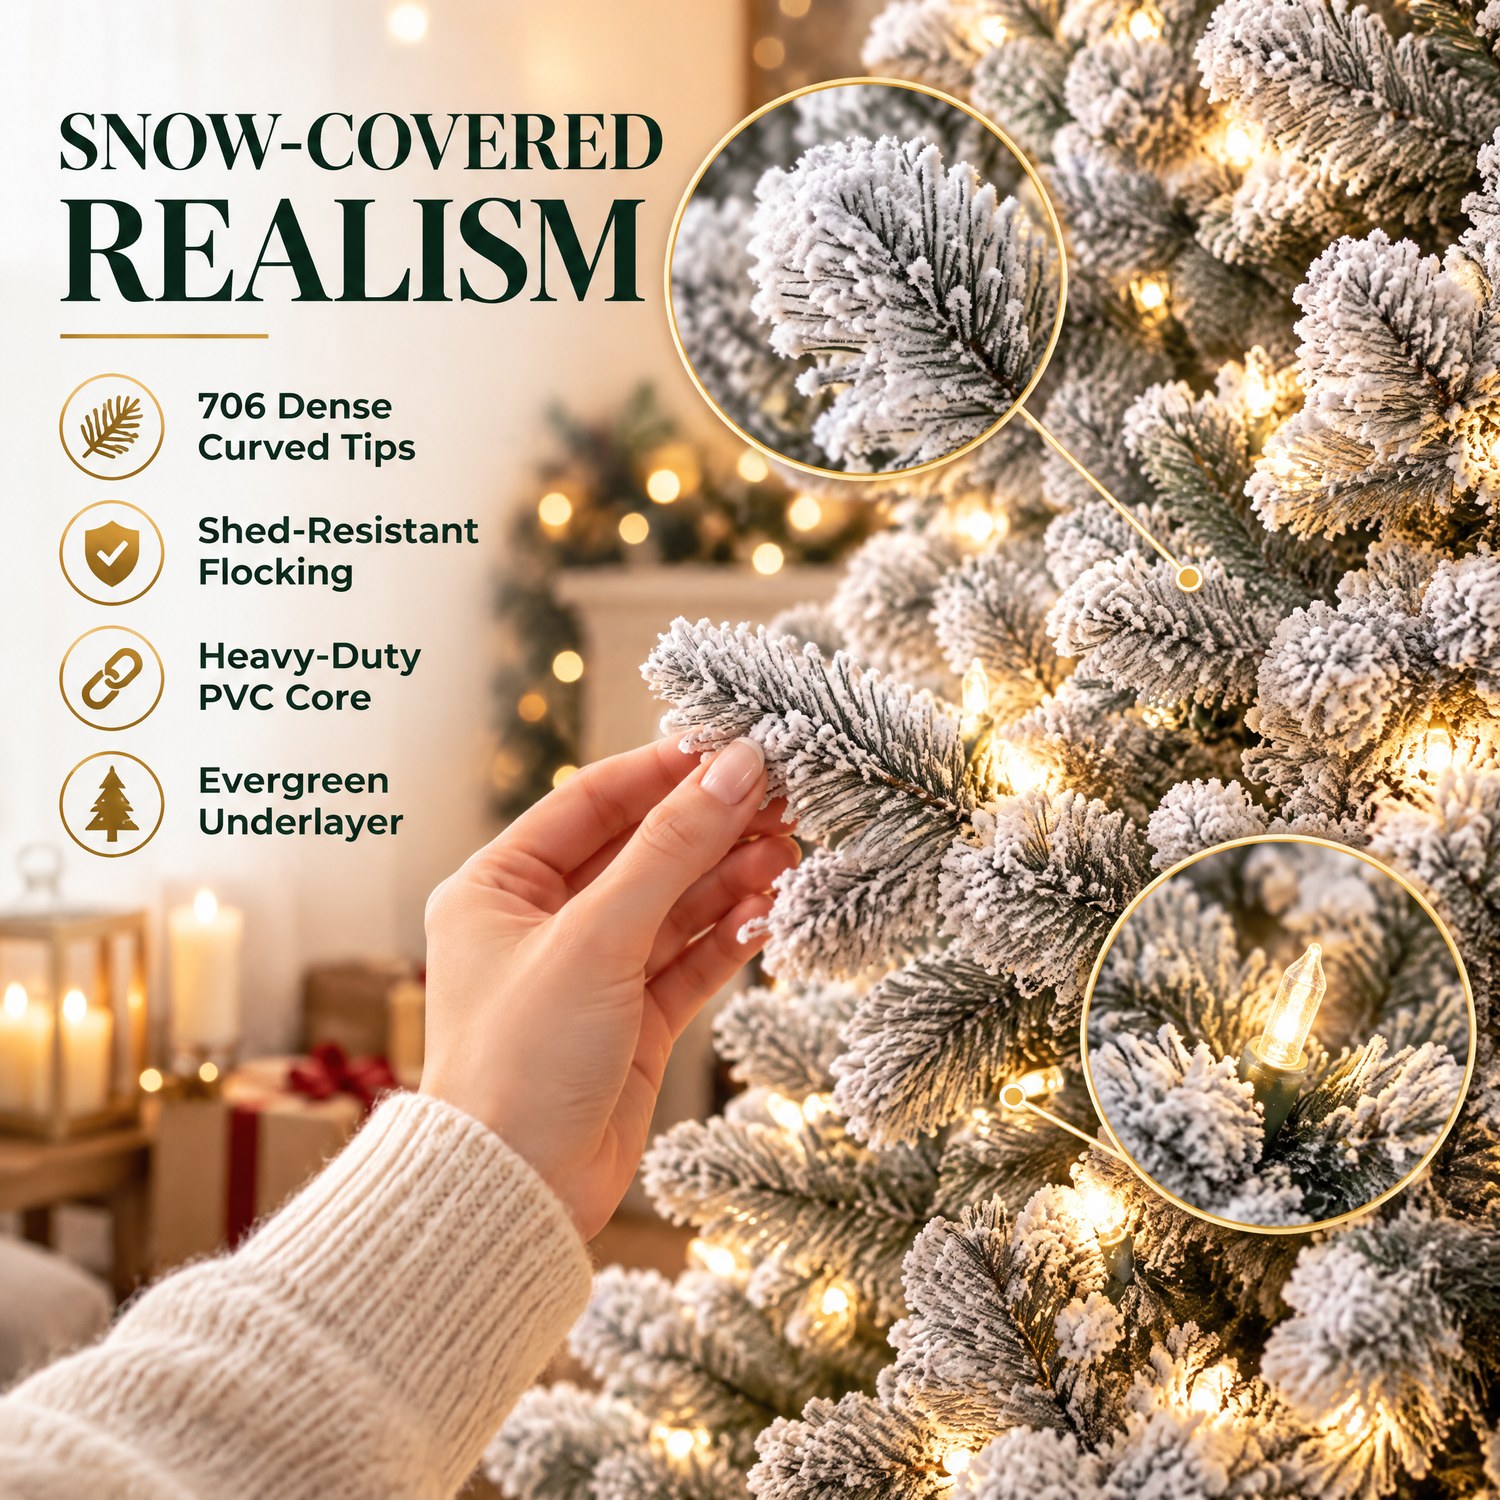 SNOW-COVERED
REALISM
706 Dense
Curved Tips
Shed-Resistant
Flocking
Heavy-Duty
PVC Core
Evergreen
Underlayer